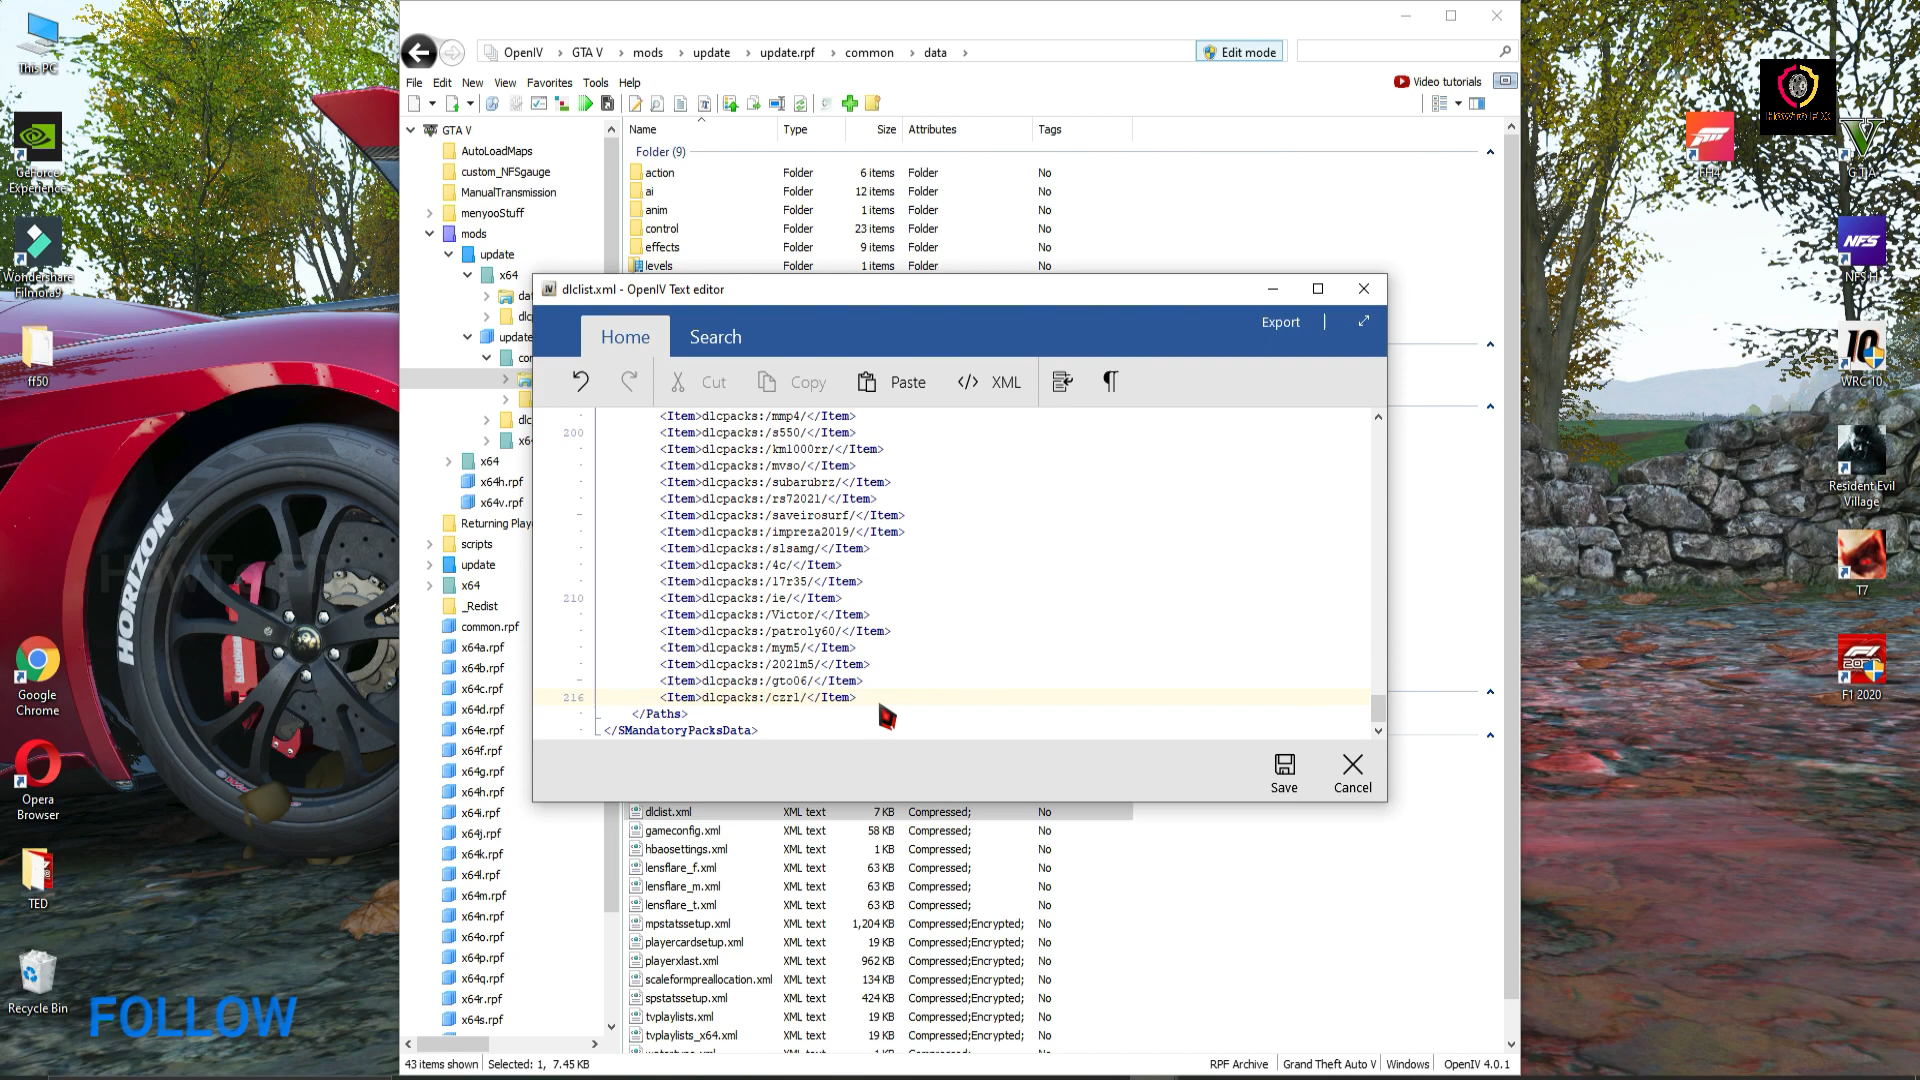 This PC
GeForce Experience
Wondershare Filmora9
ff50
Google Chrome
Opera Browser
TED
Recycle Bin
FOLLOW
HORIZON
OpenIV
GTA V
mods
update
update.rpf
common
data
Edit mode
File
Edit
New
View
Favorites
Tools
Help
Video tutorials
GTA V
AutoLoadMaps
custom_NFSgauge
ManualTransmission
menyooStuff
mods
update
x64
update
x64
x64h.rpf
x64v.rpf
Returning Play
scripts
update
x64
_Redist
common.rpf
x64a.rpf
x64b.rpf
x64c.rpf
x64d.rpf
x64e.rpf
x64f.rpf
x64g.rpf
x64h.rpf
x64i.rpf
x64j.rpf
x64k.rpf
x64l.rpf
x64m.rpf
x64n.rpf
x64o.rpf
x64p.rpf
x64q.rpf
x64r.rpf
x64s.rpf
Name Type Size Attributes Tags
Folder (9)
action Folder 6 items Folder No
ai Folder 12 items Folder No
anim Folder 1 items Folder No
control Folder 23 items Folder No
effects Folder 9 items Folder No
levels Folder 1 items Folder No
dlclist.xml - OpenIV Text editor
Home
Search
Export
Cut
Copy
Paste
XML
<Item>dlcpacks:/mmp4/</Item>
200 <Item>dlcpacks:/s550/</Item>
<Item>dlcpacks:/km1000rr/</Item>
<Item>dlcpacks:/mvso/</Item>
<Item>dlcpacks:/subarubrz/</Item>
<Item>dlcpacks:/rs72021/</Item>
<Item>dlcpacks:/saveirosurf/</Item>
<Item>dlcpacks:/impreza2019/</Item>
<Item>dlcpacks:/slsamg/</Item>
<Item>dlcpacks:/4c/</Item>
<Item>dlcpacks:/17r35/</Item>
210 <Item>dlcpacks:/ie/</Item>
<Item>dlcpacks:/Victor/</Item>
<Item>dlcpacks:/patroly60/</Item>
<Item>dlcpacks:/mym5/</Item>
<Item>dlcpacks:/2021m5/</Item>
<Item>dlcpacks:/gto06/</Item>
216 <Item>dlcpacks:/czr1/</Item>
</Paths>
</SMandatoryPacksData>
Save
Cancel
dlclist.xml XML text 7 KB Compressed; No
gameconfig.xml XML text 58 KB Compressed; No
hbaosettings.xml XML text 1 KB Compressed; No
lensflare_f.xml XML text 63 KB Compressed; No
lensflare_m.xml XML text 63 KB Compressed; No
lensflare_t.xml XML text 63 KB Compressed; No
mpstatssetup.xml XML text 1,204 KB Compressed;Encrypted; No
playercardsetup.xml XML text 19 KB Compressed;Encrypted; No
playerxlast.xml XML text 962 KB Compressed;Encrypted; No
scaleformpreallocation.xml XML text 134 KB Compressed;Encrypted; No
spstatssetup.xml XML text 424 KB Compressed;Encrypted; No
tvplaylists.xml XML text 19 KB Compressed;Encrypted; No
tvplaylists_x64.xml XML text 19 KB Compressed;Encrypted; No
43 items shown
Selected: 1, 7.45 KB
RPF Archive
Grand Theft Auto V
Windows
OpenIV 4.0.1
FH4
NFS
WRC 10
Resident Evil Village
T7
F1 2020